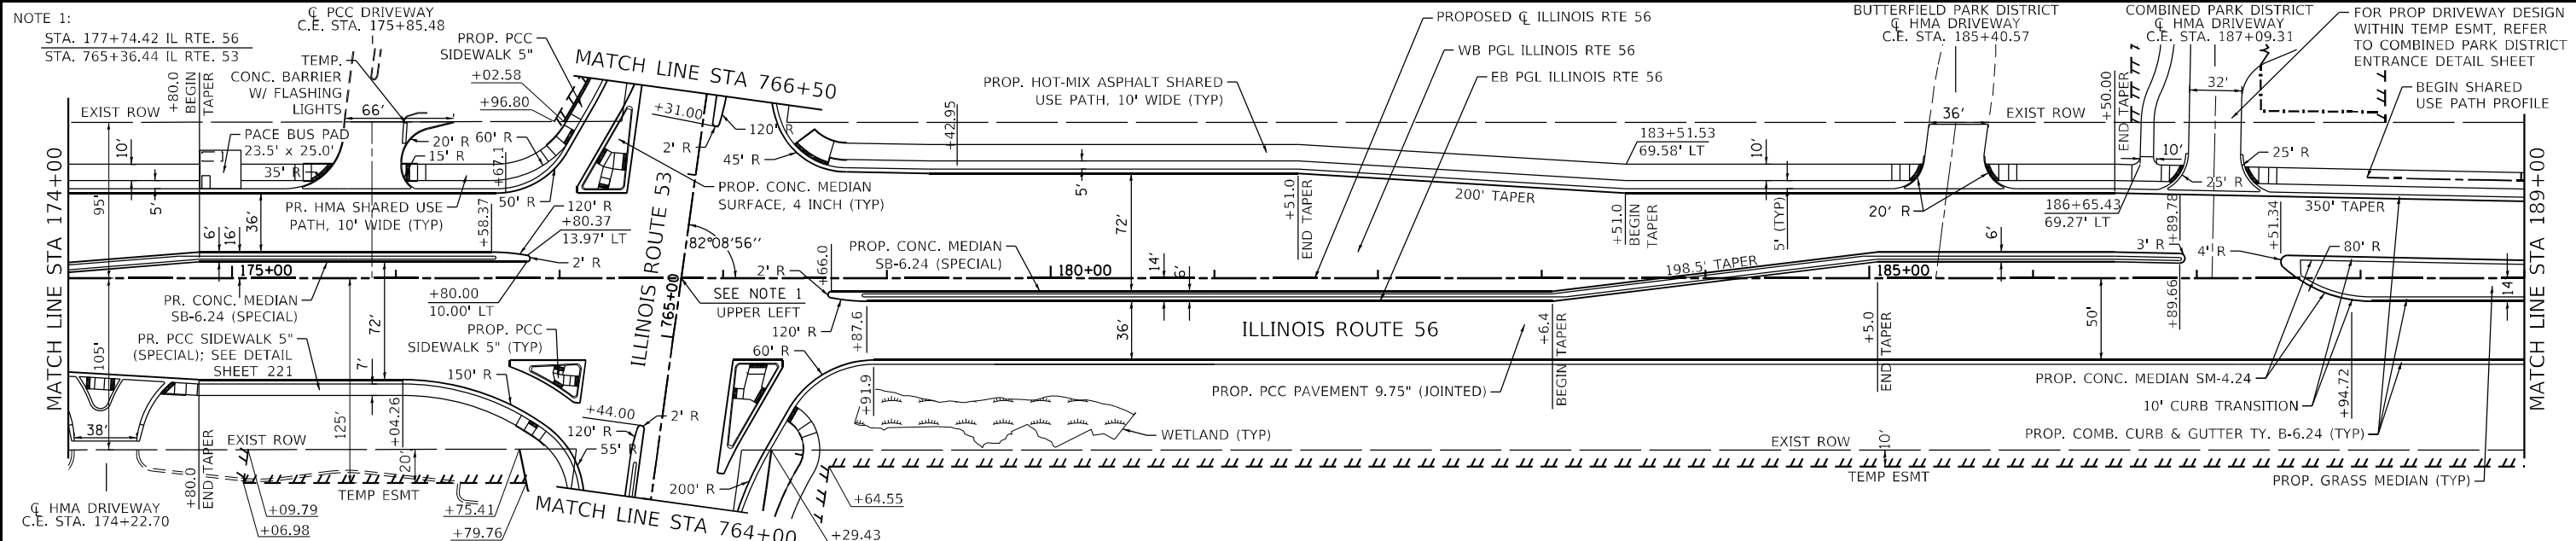 NOTE 1:
STA. 177+74.42 IL RTE. 56
STA. 765+36.44 IL RTE. 53
℄ PCC DRIVEWAY
C.E. STA. 175+85.48
TEMP.
CONC. BARRIER
W/ FLASHING
LIGHTS
PROP. PCC
SIDEWALK 5"
+02.58
+96.80
MATCH LINE STA 766+50
+80.0
BEGIN
TAPER
EXIST ROW
66'
PACE BUS PAD
23.5' x 25.0'
20' R
60' R
15' R
35' R
+67.1
50' R
10'
95'
5'
36'
6'
16'
PR. HMA SHARED USE
PATH, 10' WIDE (TYP)
+58.37
120' R
+80.37
13.97' LT
2' R
MATCH LINE STA 174+00
175+00
+80.00
10.00' LT
PR. CONC. MEDIAN
SB-6.24 (SPECIAL)
PR. PCC SIDEWALK 5"
(SPECIAL); SEE DETAIL
SHEET 221
72'
7'
105'
125'
PROP. PCC
SIDEWALK 5" (TYP)
150' R
+04.26
38'
EXIST ROW
20'
+80.0
END TAPER
TEMP ESMT
℄ HMA DRIVEWAY
C.E. STA. 174+22.70
+09.79
+06.98
+75.41
+79.76
+44.00
2' R
120' R
55' R
MATCH LINE STA 764+00
200' R
+29.43
+64.55
+31.00
120' R
2' R
45' R
PROP. CONC. MEDIAN
SURFACE, 4 INCH (TYP)
ILLINOIS ROUTE 53
765+00
82°08'56''
SEE NOTE 1
UPPER LEFT
2' R
+66.0
120' R
+87.6
60' R
+91.9
+42.95
PROP. HOT-MIX ASPHALT SHARED
USE PATH, 10' WIDE (TYP)
PROPOSED ℄ ILLINOIS RTE 56
WB PGL ILLINOIS RTE 56
EB PGL ILLINOIS RTE 56
5'
72'
PROP. CONC. MEDIAN
SB-6.24 (SPECIAL)
180+00
14'
6'
36'
+51.0
END TAPER
200' TAPER
183+51.53
69.58' LT
10'
+51.0
BEGIN
TAPER
5' (TYP)
198.5' TAPER
ILLINOIS ROUTE 56
PROP. PCC PAVEMENT 9.75" (JOINTED)
+6.4
BEGIN TAPER
WETLAND (TYP)
EXIST ROW
10'
TEMP ESMT
BUTTERFIELD PARK DISTRICT
℄ HMA DRIVEWAY
C.E. STA. 185+40.57
36'
EXIST ROW
20' R
+50.00
END TAPER
COMBINED PARK DISTRICT
℄ HMA DRIVEWAY
C.E. STA. 187+09.31
32'
10'
25' R
25' R
186+65.43
69.27' LT
FOR PROP DRIVEWAY DESIGN
WITHIN TEMP ESMT, REFER
TO COMBINED PARK DISTRICT
ENTRANCE DETAIL SHEET
BEGIN SHARED
USE PATH PROFILE
350' TAPER
+89.78
+51.34
6'
3' R
4' R
80' R
185+00
+5.0
END TAPER
50'
+89.66
14'
PROP. CONC. MEDIAN SM-4.24
10' CURB TRANSITION
+94.72
PROP. COMB. CURB & GUTTER TY. B-6.24 (TYP)
PROP. GRASS MEDIAN (TYP)
MATCH LINE STA 189+00